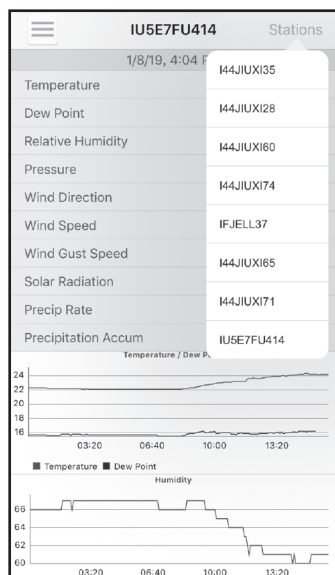 IU5E7FU414 Stations
1/8/19, 4:04 P
Temperature
Dew Point
Relative Humidity
Pressure
Wind Direction
Wind Speed
Wind Gust Speed
Solar Radiation
Precip Rate
Precipitation Accum
I44JIUXI35
I44JIUXI28
I44JIUXI60
I44JIUXI74
IFJELL37
I44JIUXI65
I44JIUXI71
IU5E7FU414
Temperature / Dew P
24
22
20
18
16
03:20 06:40 10:00 13:20
Temperature Dew Point
Humidity
66
64
62
60
03:20 06:40 10:00 13:20